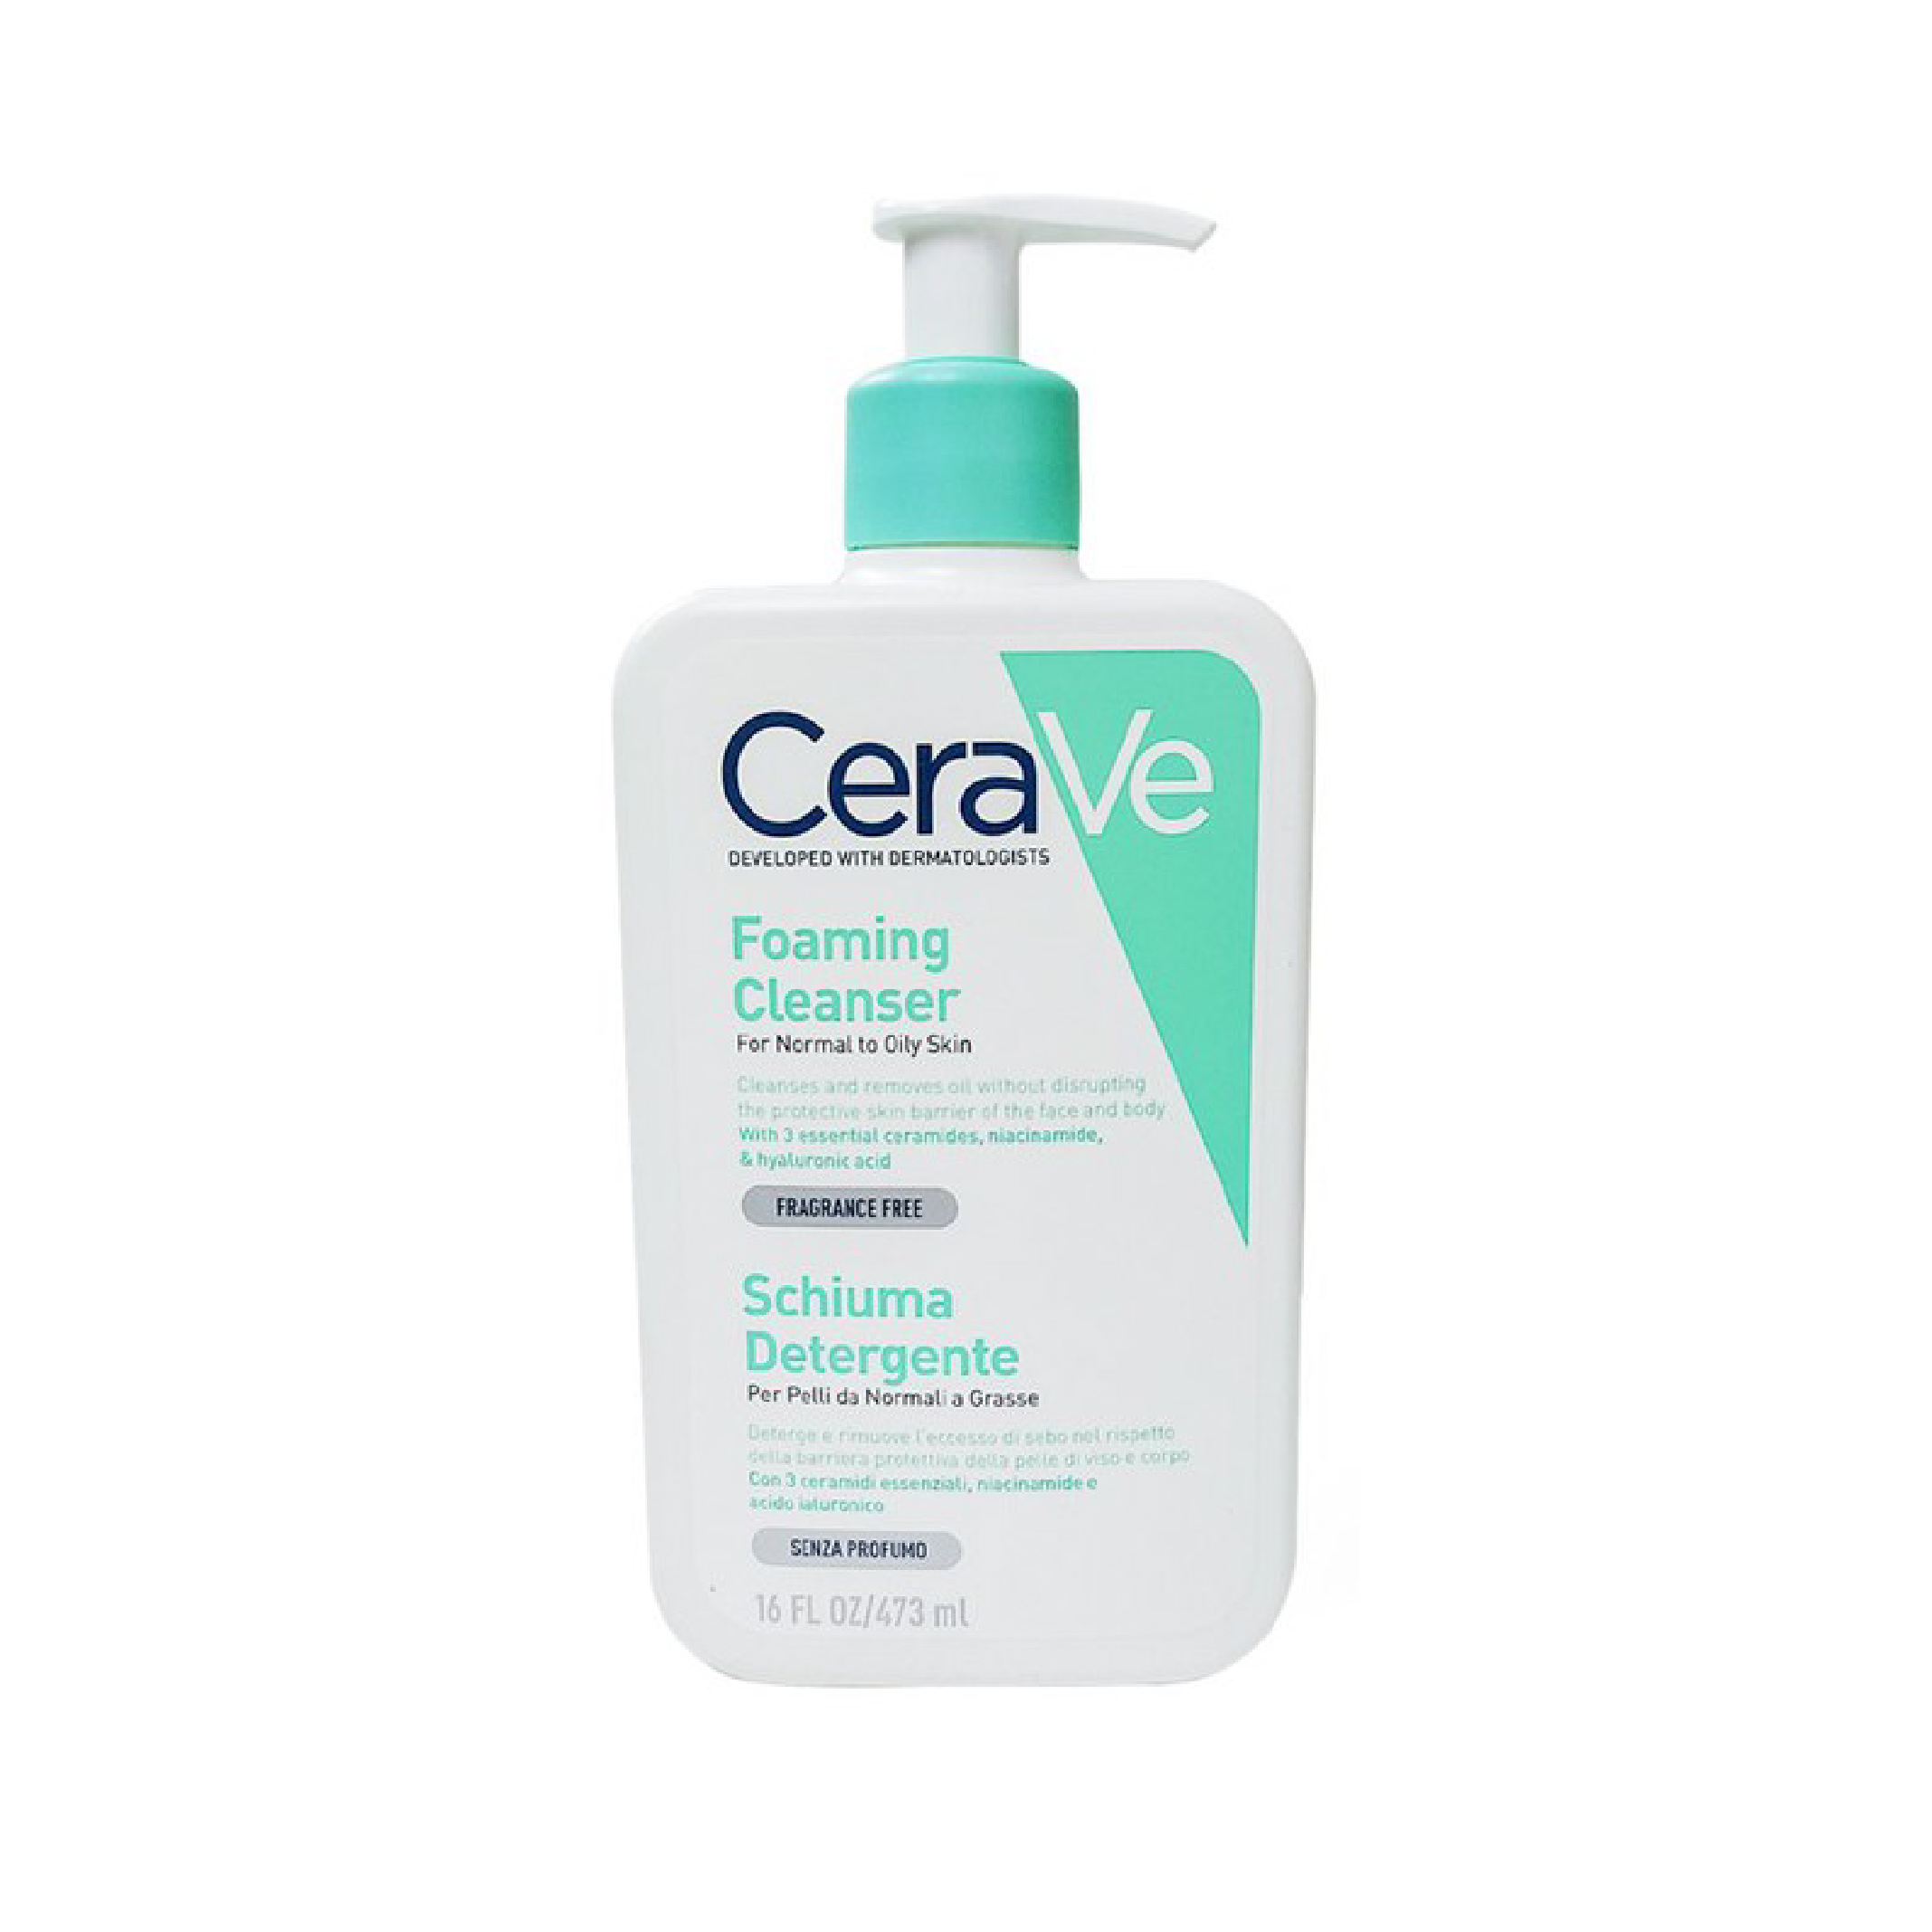 CeraVe
DEVELOPED WITH DERMATOLOGISTS
Foaming
Cleanser
For Normal to Oily Skin
Cleanses and removes oil without disrupting
the protective skin barrier of the face and body
With 3 essential ceramides, niacinamide,
& hyaluronic acid
FRAGRANCE FREE
Schiuma
Detergente
Per Pelli da Normali a Grasse
Deterge e rimuove l'eccesso di sebo nel rispetto
della barriera protettiva della pelle di viso e corpo
Con 3 ceramidi essenziali, niacinamide e
acido ialuronico
SENZA PROFUMO
16 FL OZ/473 ml